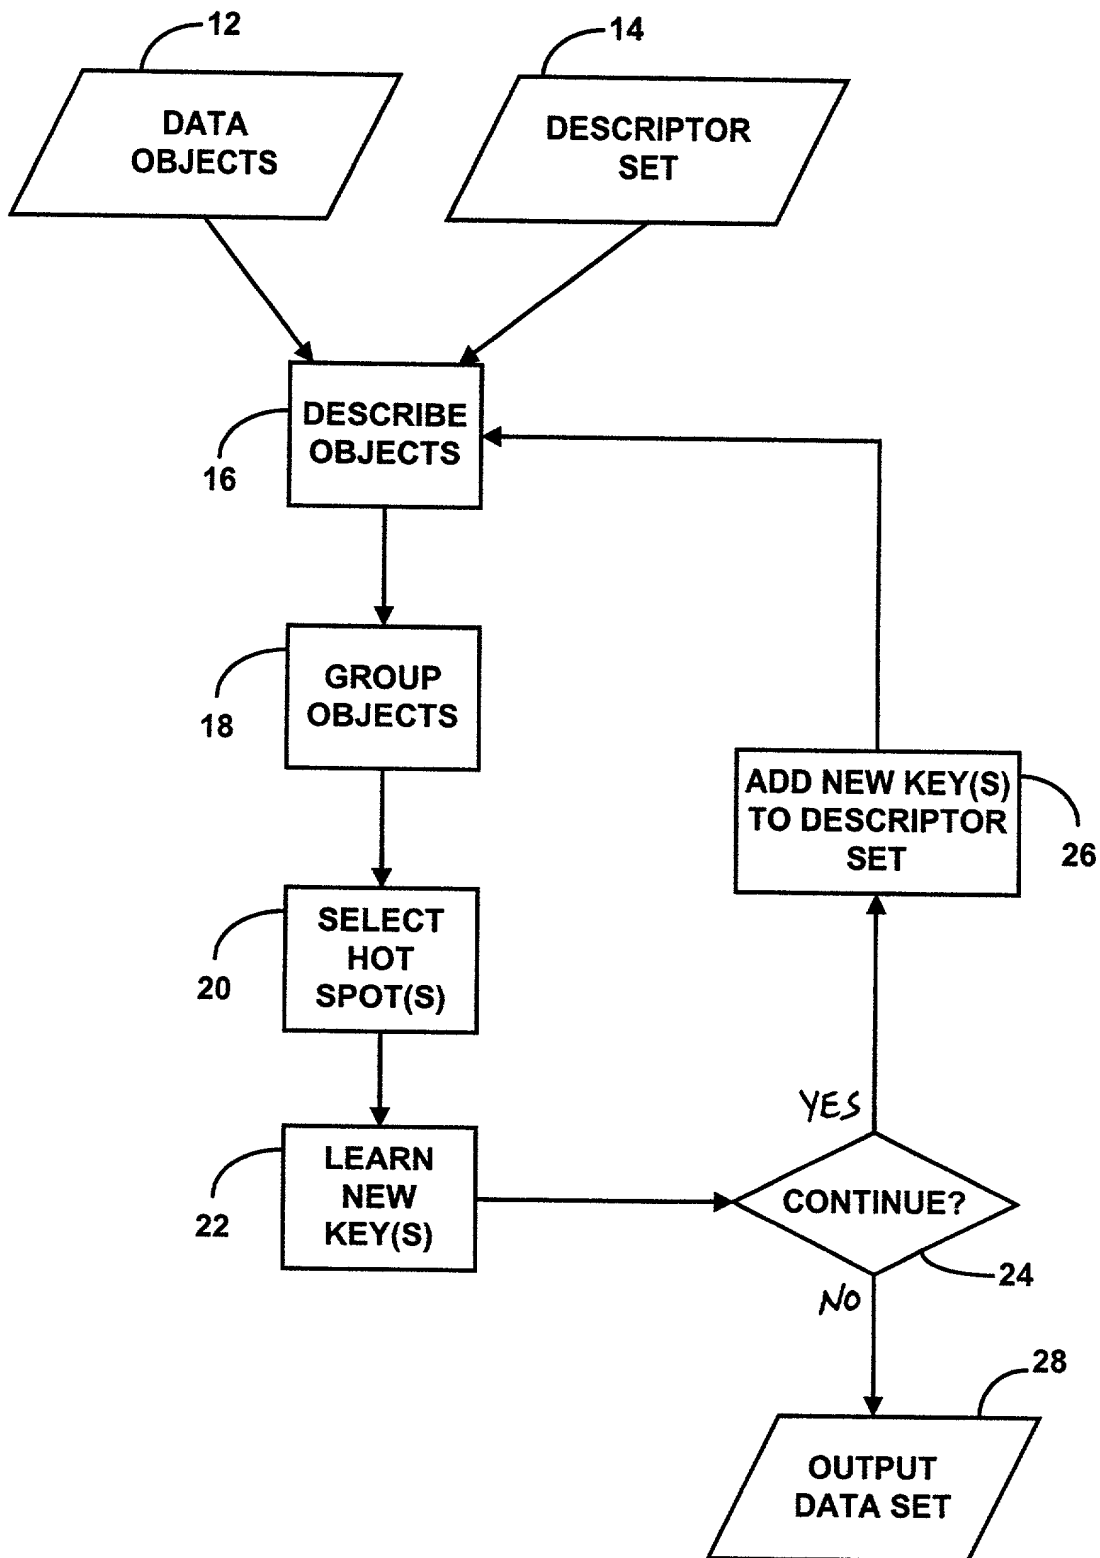 12
14
DATA
OBJECTS
DESCRIPTOR
SET
DESCRIBE
OBJECTS
16
GROUP
OBJECTS
18
ADD NEW KEY(S)
TO DESCRIPTOR
SET
26
SELECT
HOT
SPOT(S)
20
YES
LEARN
NEW
KEY(S)
22
CONTINUE?
24
NO
28
OUTPUT
DATA SET